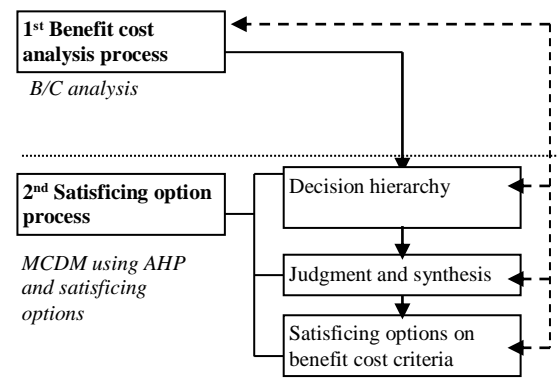 1st Benefit cost
analysis process
B/C analysis
2nd Satisficing option
process
MCDM using AHP
and satisficing
options
Decision hierarchy
Judgment and synthesis
Satisficing options on
benefit cost criteria